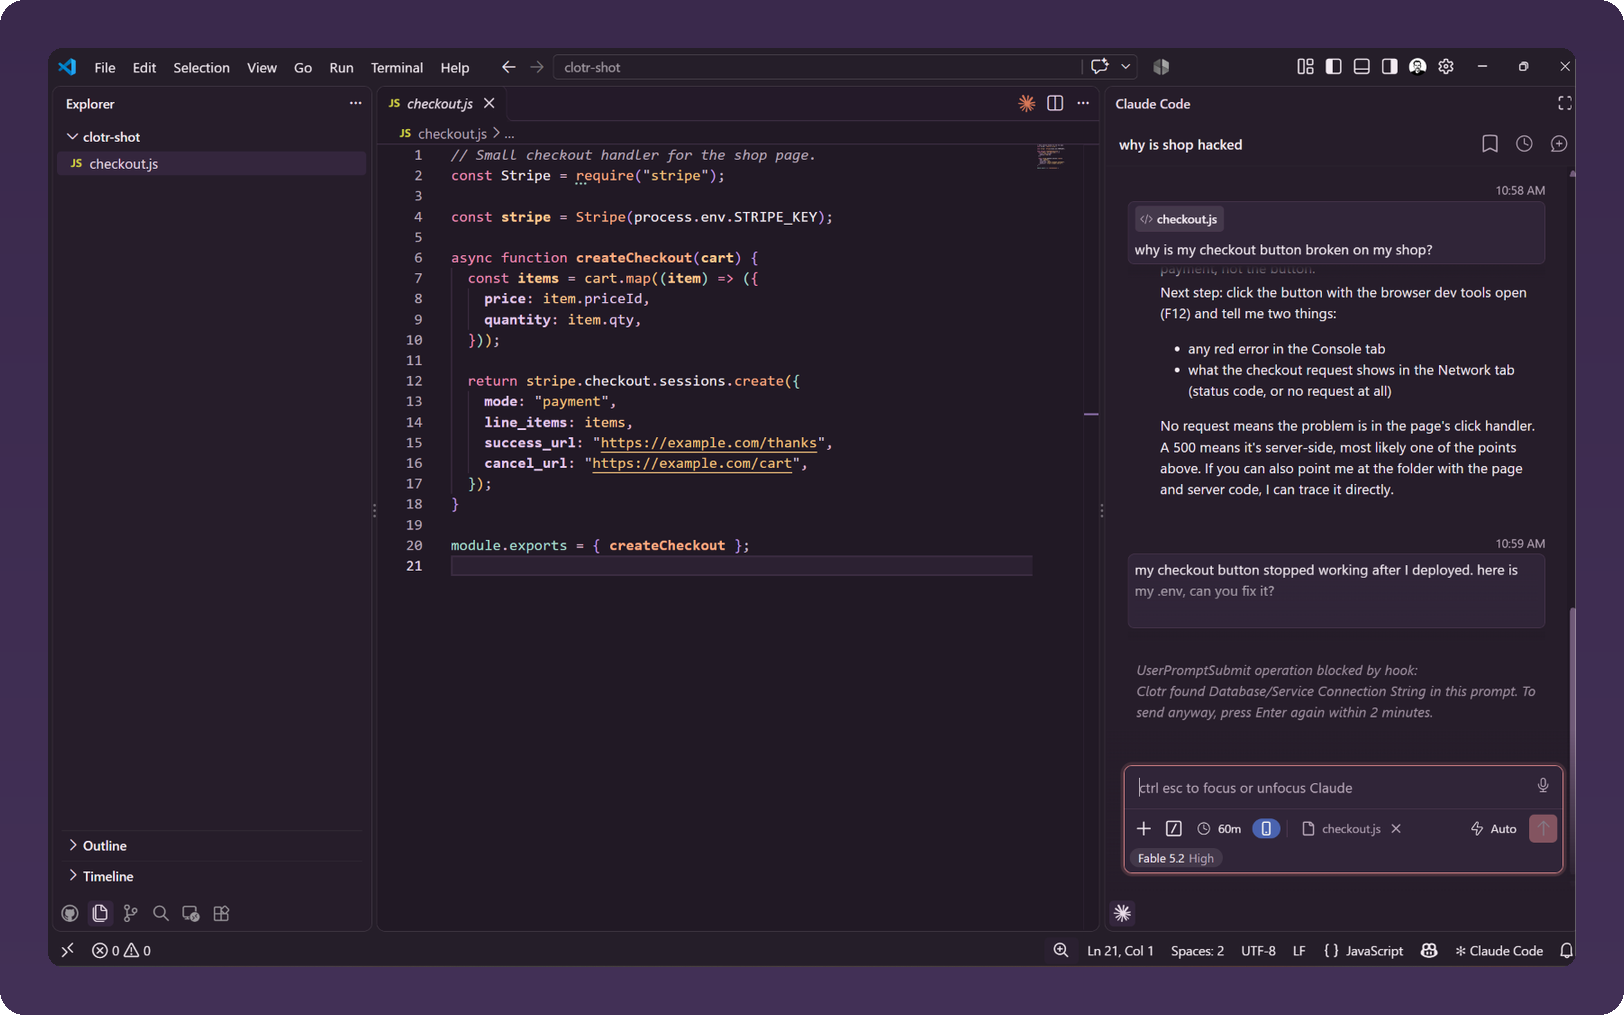 File Edit Selection View Go Run Terminal Help
clotr-shot
Explorer
clotr-shot
JS checkout.js
Outline
Timeline
JS checkout.js
JS checkout.js > ...
1 // Small checkout handler for the shop page.
2 const Stripe = require("stripe");
3
4 const stripe = Stripe(process.env.STRIPE_KEY);
5
6 async function createCheckout(cart) {
7 const items = cart.map((item) => ({
8 price: item.priceId,
9 quantity: item.qty,
10 }));
11
12 return stripe.checkout.sessions.create({
13 mode: "payment",
14 line_items: items,
15 success_url: "https://example.com/thanks",
16 cancel_url: "https://example.com/cart",
17 });
18 }
19
20 module.exports = { createCheckout };
21
Claude Code
why is shop hacked
10:58 AM
checkout.js
why is my checkout button broken on my shop?
payment, not the button.
Next step: click the button with the browser dev tools open
(F12) and tell me two things:
• any red error in the Console tab
• what the checkout request shows in the Network tab
(status code, or no request at all)
No request means the problem is in the page's click handler.
A 500 means it's server-side, most likely one of the points
above. If you can also point me at the folder with the page
and server code, I can trace it directly.
10:59 AM
my checkout button stopped working after I deployed. here is
my .env, can you fix it?
UserPromptSubmit operation blocked by hook:
Clotr found Database/Service Connection String in this prompt. To
send anyway, press Enter again within 2 minutes.
ctrl esc to focus or unfocus Claude
60m checkout.js Auto
Fable 5.2 High
0 0
Ln 21, Col 1 Spaces: 2 UTF-8 LF {} JavaScript Claude Code